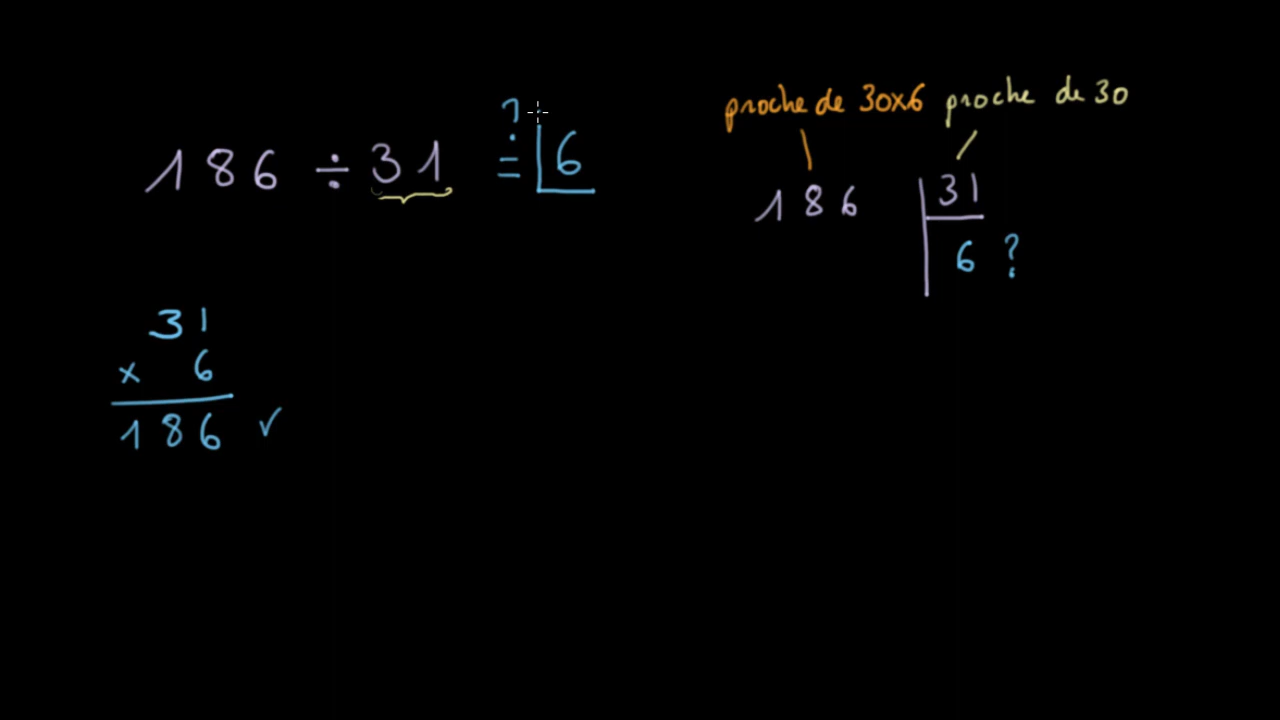 186 ÷ 31 ≟ 6
proche de 30x6 proche de 30
186 31
6 ?
31
x 6
186 ✓